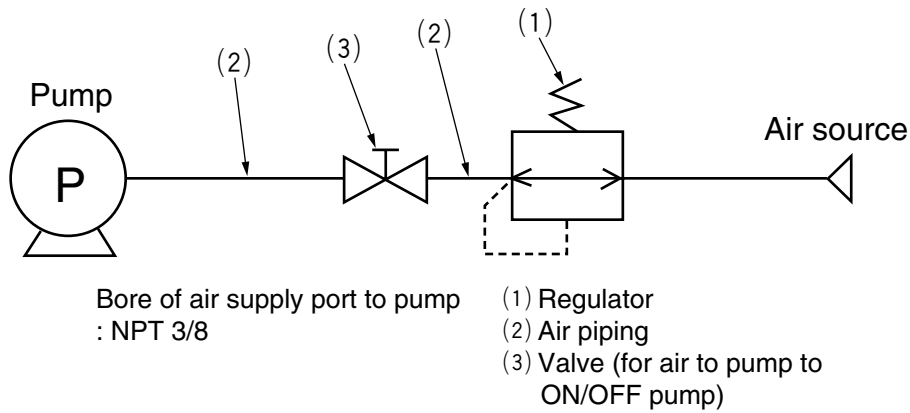 (1)
(3)
(2)
(2)
Pump
Air source
P
Bore of air supply port to pump
: NPT 3/8
(1) Regulator
(2) Air piping
(3) Valve (for air to pump to
ON/OFF pump)